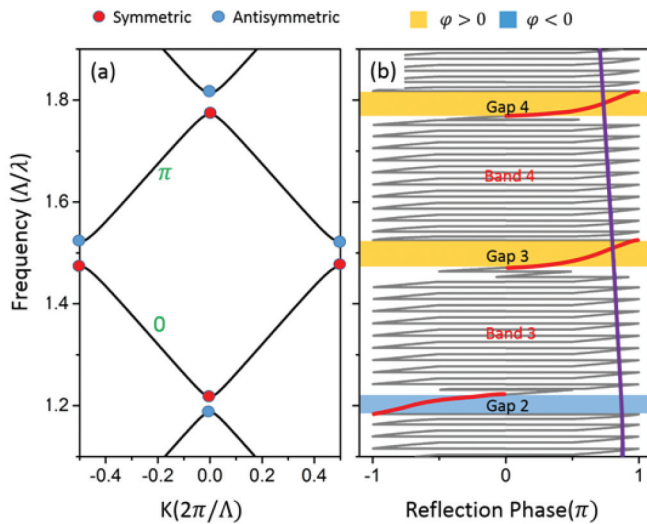 Symmetric Antisymmetric φ > 0 φ < 0
(a) (b)
1.8
1.6
1.4
1.2
Frequency (Λ/λ)
π
0
-0.4 -0.2 0.0 0.2 0.4
K(2π/Λ)
Gap 4
Band 4
Gap 3
Band 3
Gap 2
-1 0 1
Reflection Phase(π)